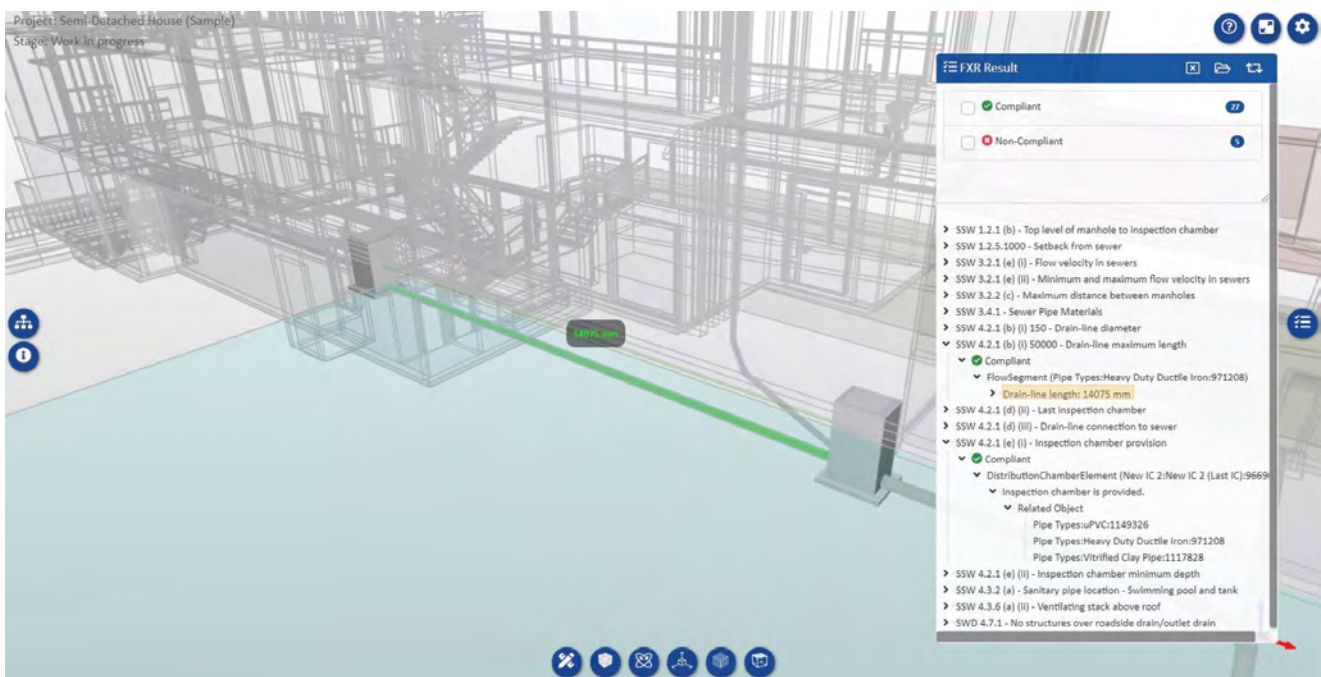 Project: Semi-Detached House (Sample)
Stage: Work in progress
FXR Result
Compliant 27
Non-Compliant 5
SSW 1.2.1 (b) - Top level of manhole to inspection chamber
SSW 1.2.5.1000 - Setback from sewer
SSW 3.2.1 (e) (i) - Flow velocity in sewers
SSW 3.2.1 (e) (ii) - Minimum and maximum flow velocity in sewers
SSW 3.2.2 (c) - Maximum distance between manholes
SSW 3.4.1 - Sewer Pipe Materials
SSW 4.2.1 (b) (i) 150 - Drain-line diameter
SSW 4.2.1 (b) (i) 50000 - Drain-line maximum length
Compliant
FlowSegment (Pipe Types:Heavy Duty Ductile Iron:971208)
14075 mm
Drain-line length: 14075 mm
SSW 4.2.1 (d) (ii) - Last inspection chamber
SSW 4.2.1 (d) (iii) - Drain-line connection to sewer
SSW 4.2.1 (e) (i) - Inspection chamber provision
Compliant
DistributionChamberElement (New IC 2:New IC 2 (Last IC):9669
Inspection chamber is provided.
Related Object
Pipe Types:uPVC:1149326
Pipe Types:Heavy Duty Ductile Iron:971208
Pipe Types:Vitrified Clay Pipe:1117828
SSW 4.2.1 (e) (ii) - Inspection chamber minimum depth
SSW 4.3.2 (a) - Sanitary pipe location - Swimming pool and tank
SSW 4.3.6 (a) (ii) - Ventilating stack above roof
SWD 4.7.1 - No structures over roadside drain/outlet drain